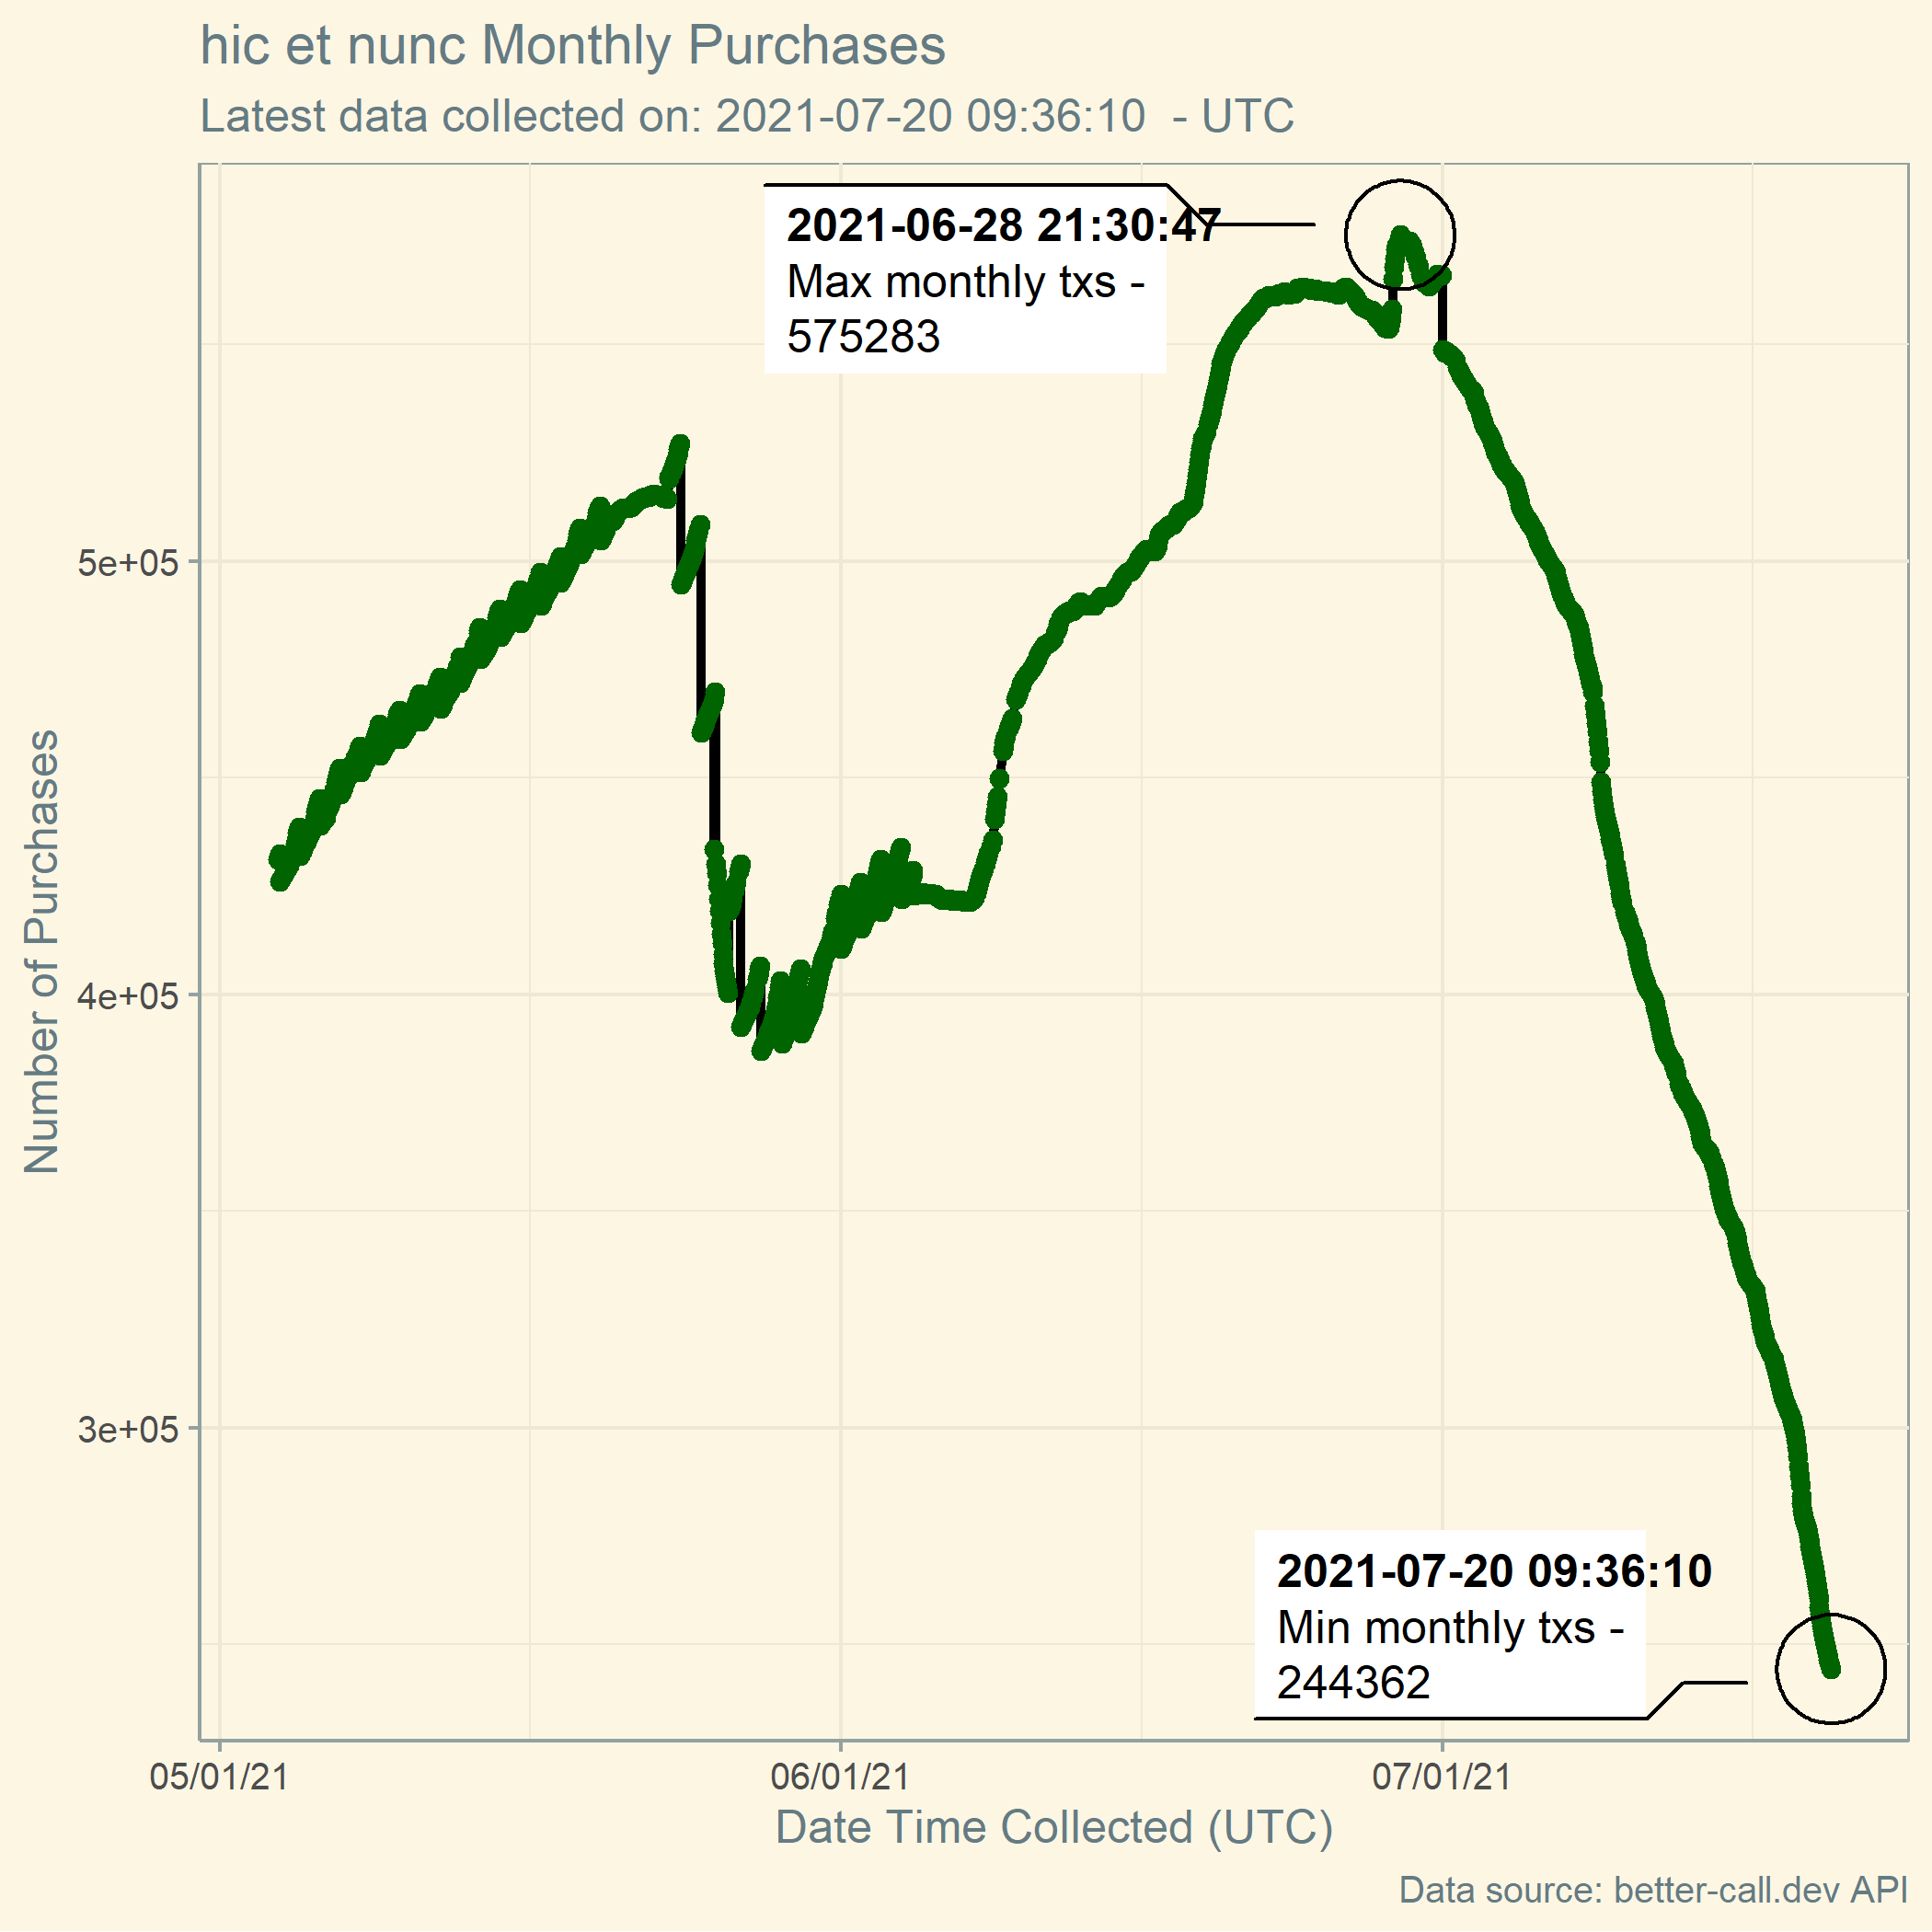 hic et nunc Monthly Purchases
Latest data collected on: 2021-07-20 09:36:10  - UTC
2021-06-28 21:30:47
Max monthly txs -
575283
5e+05
4e+05
3e+05
Number of Purchases
2021-07-20 09:36:10
Min monthly txs -
244362
05/01/21
06/01/21
07/01/21
Date Time Collected (UTC)
Data source: better-call.dev API